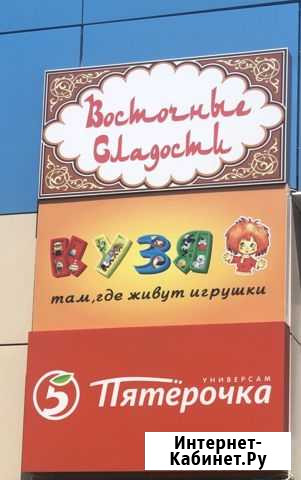 Восточные
Сладости
КУЗЯ
там, где живут игрушки
5
УНИВЕРСАМ
Пятёрочка
Интернет-
Кабинет.Ру